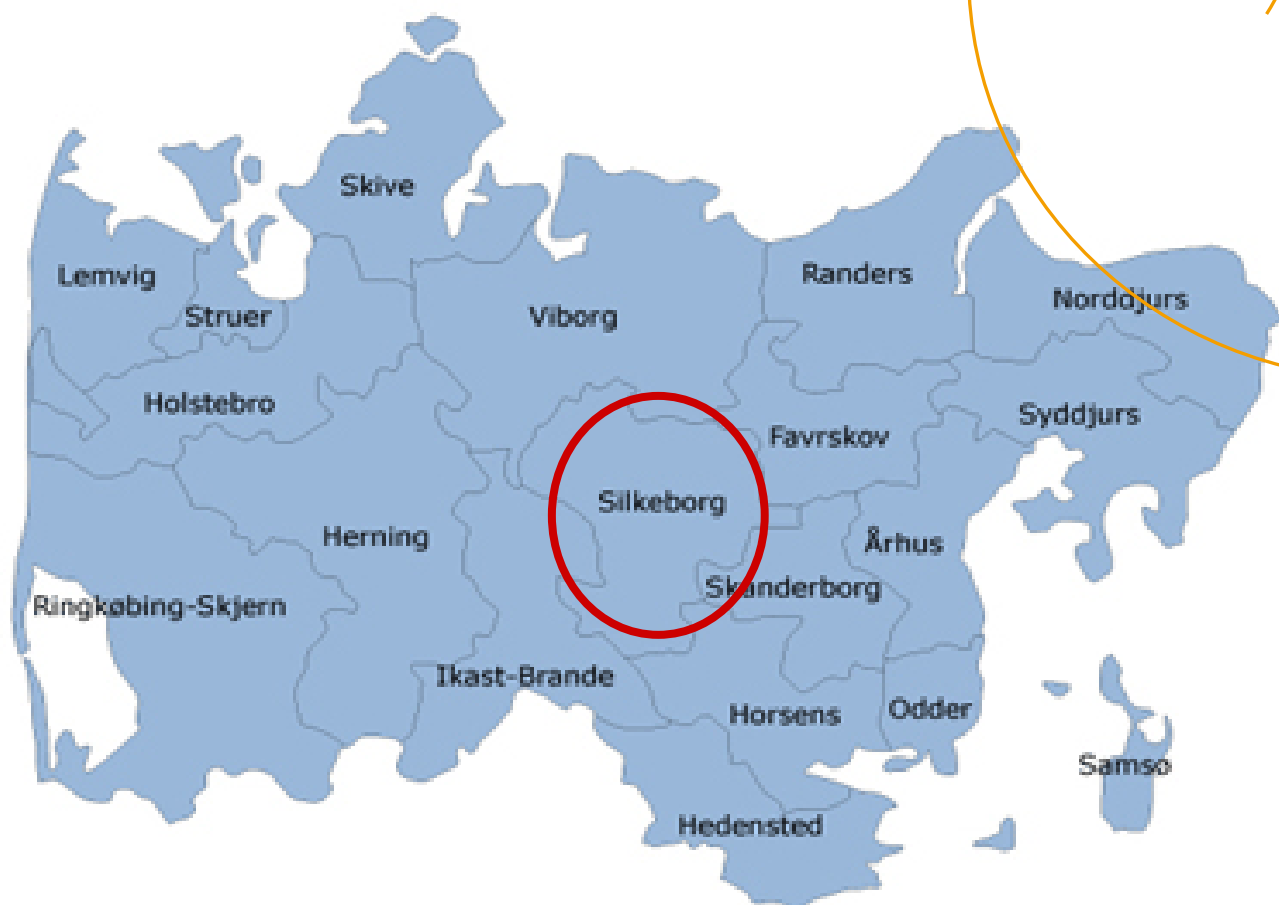 Skive
Lemvig
Struer
Viborg
Randers
Norddjurs
Holstebro
Favrskov
Syddjurs
Silkeborg
Herning
Århus
Skanderborg
Ringkøbing-Skjern
Ikast-Brande
Horsens
Odder
Samsø
Hedensted